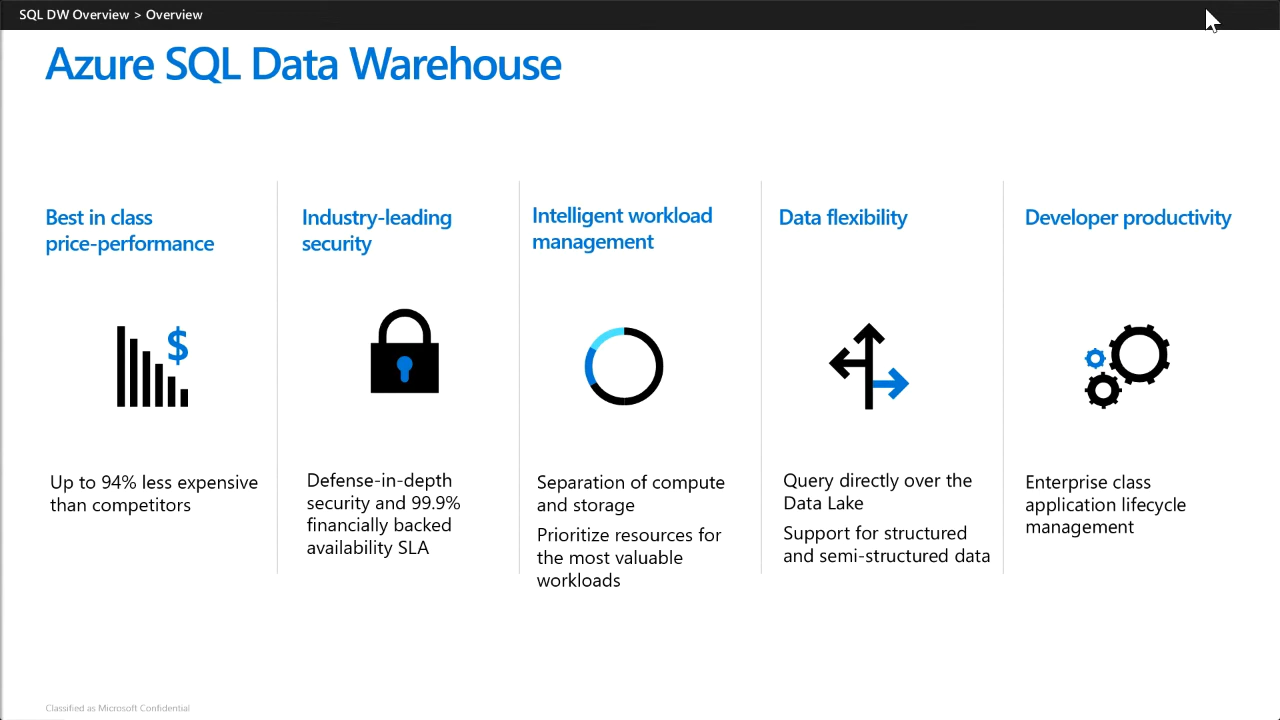 SQL DW Overview > Overview
Azure SQL Data Warehouse
Best in class
price-performance
$
Up to 94% less expensive
than competitors
Industry-leading
security
Defense-in-depth
security and 99.9%
financially backed
availability SLA
Intelligent workload
management
Separation of compute
and storage
Prioritize resources for
the most valuable
workloads
Data flexibility
Query directly over the
Data Lake
Support for structured
and semi-structured data
Developer productivity
Enterprise class
application lifecycle
management
Classified as Microsoft Confidential